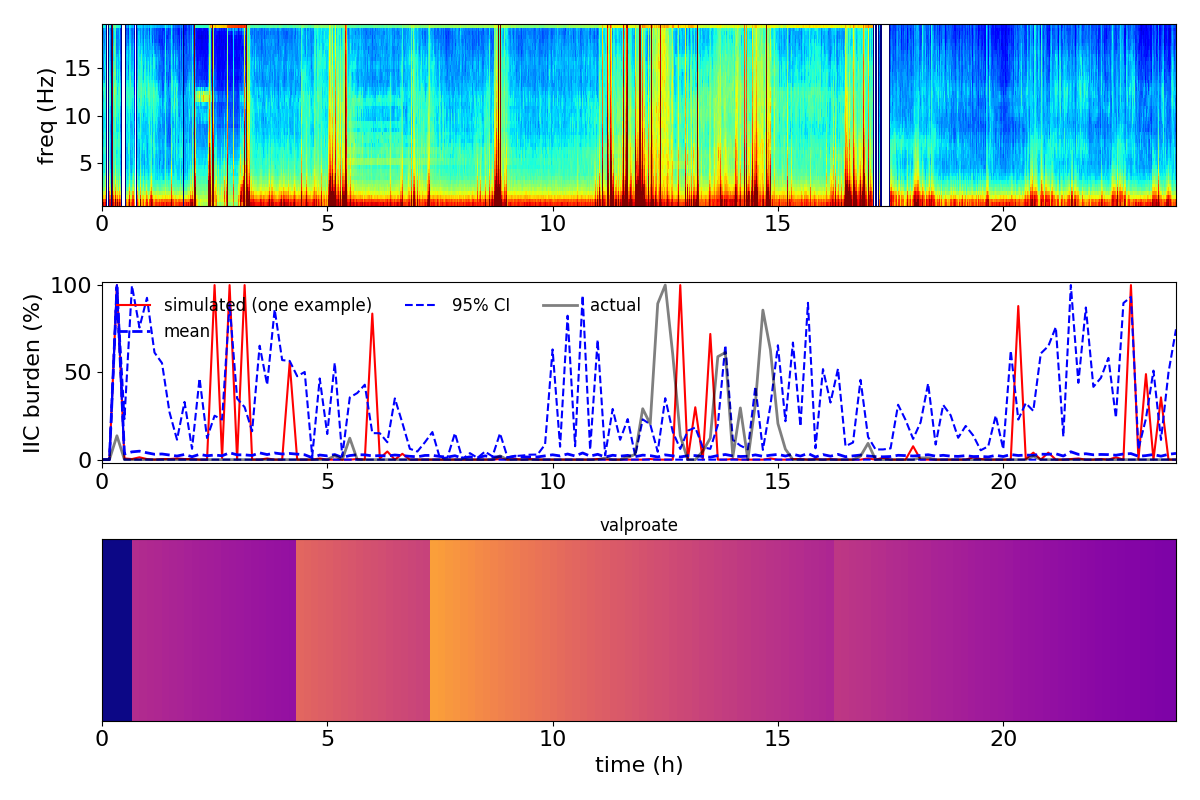 freq (Hz)
15
10
5
0 5 10 15 20
IIC burden (%)
100
50
0
simulated (one example) 95% CI actual
mean
0 5 10 15 20
valproate
0 5 10 15 20
time (h)